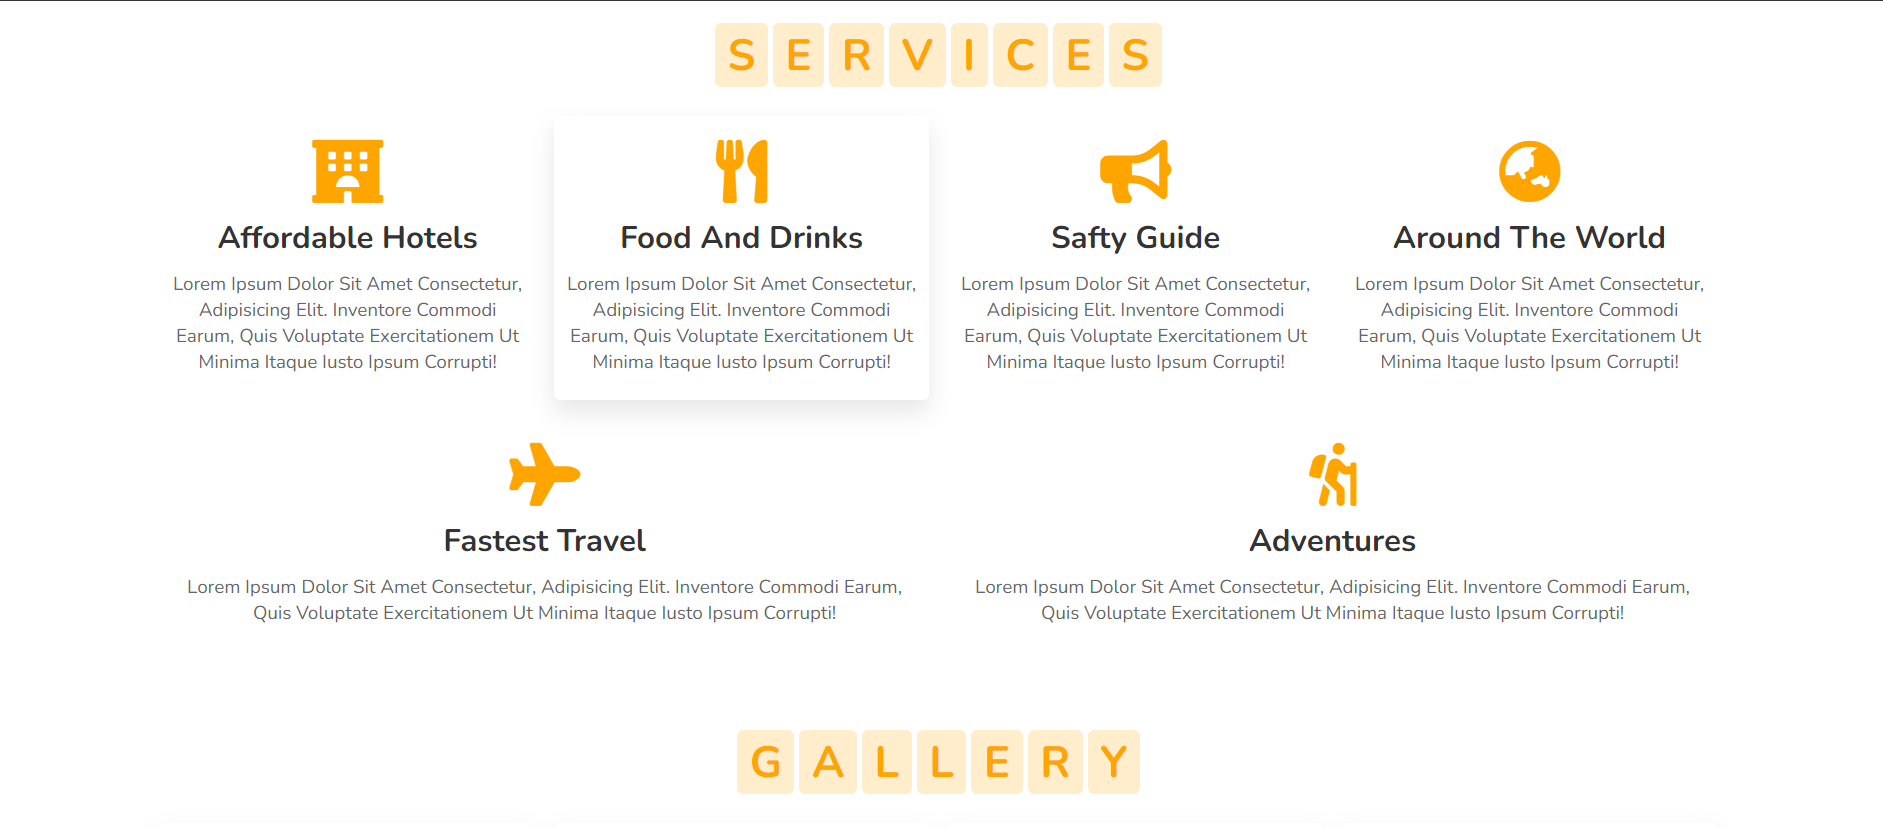 SERVICES
Affordable Hotels
Lorem Ipsum Dolor Sit Amet Consectetur,
Adipisicing Elit. Inventore Commodi
Earum, Quis Voluptate Exercitationem Ut
Minima Itaque Iusto Ipsum Corrupti!
Food And Drinks
Lorem Ipsum Dolor Sit Amet Consectetur,
Adipisicing Elit. Inventore Commodi
Earum, Quis Voluptate Exercitationem Ut
Minima Itaque Iusto Ipsum Corrupti!
Safty Guide
Lorem Ipsum Dolor Sit Amet Consectetur,
Adipisicing Elit. Inventore Commodi
Earum, Quis Voluptate Exercitationem Ut
Minima Itaque Iusto Ipsum Corrupti!
Around The World
Lorem Ipsum Dolor Sit Amet Consectetur,
Adipisicing Elit. Inventore Commodi
Earum, Quis Voluptate Exercitationem Ut
Minima Itaque Iusto Ipsum Corrupti!
Fastest Travel
Lorem Ipsum Dolor Sit Amet Consectetur, Adipisicing Elit. Inventore Commodi Earum,
Quis Voluptate Exercitationem Ut Minima Itaque Iusto Ipsum Corrupti!
Adventures
Lorem Ipsum Dolor Sit Amet Consectetur, Adipisicing Elit. Inventore Commodi Earum,
Quis Voluptate Exercitationem Ut Minima Itaque Iusto Ipsum Corrupti!
GALLERY